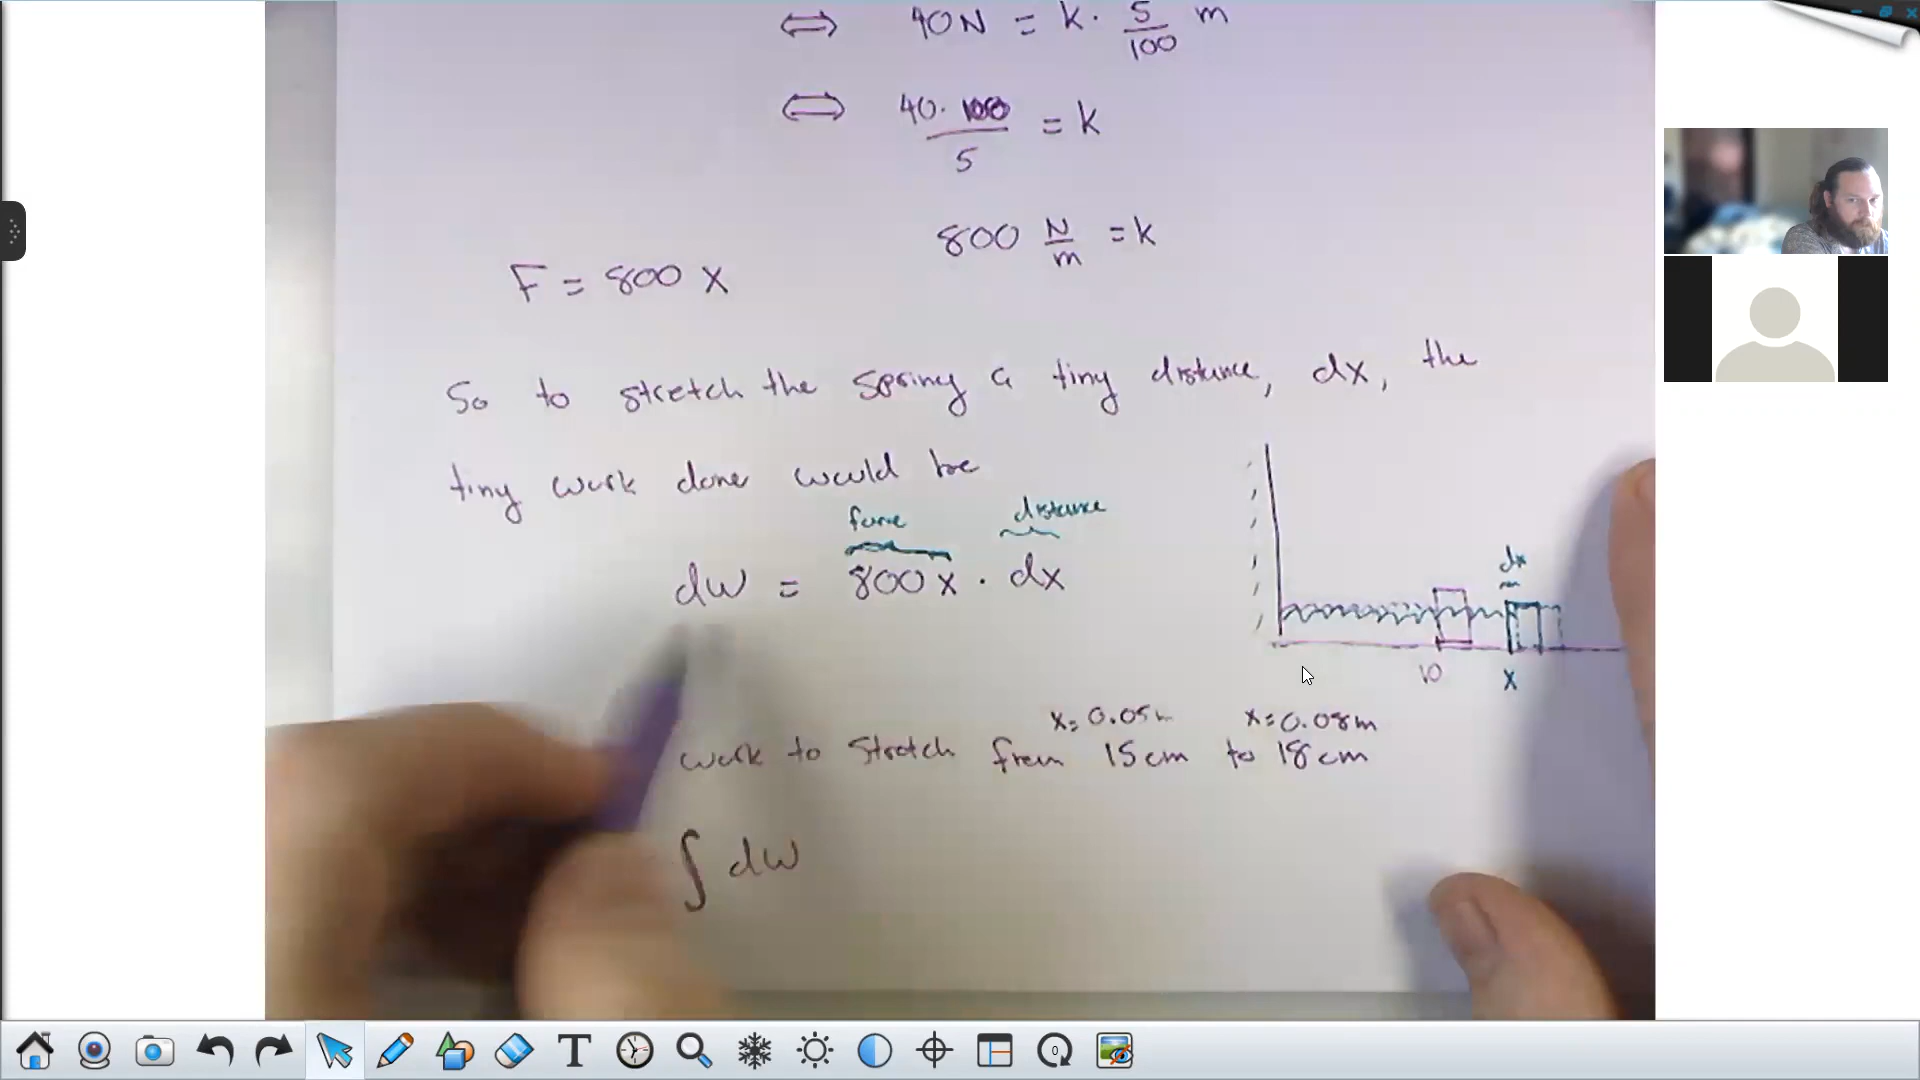 ⟺ 40N = k · 5/100 m
⟺ 40 · 100 / 5 = k
800 N/m = k
F = 800 x
So to stretch the spring a tiny distance, dx, the
tiny work done would be
force distance
dW = 800x · dx
dx
10 x
x = 0.05m x = 0.08m
work to stretch from 15cm to 18cm
∫ dW
T
0